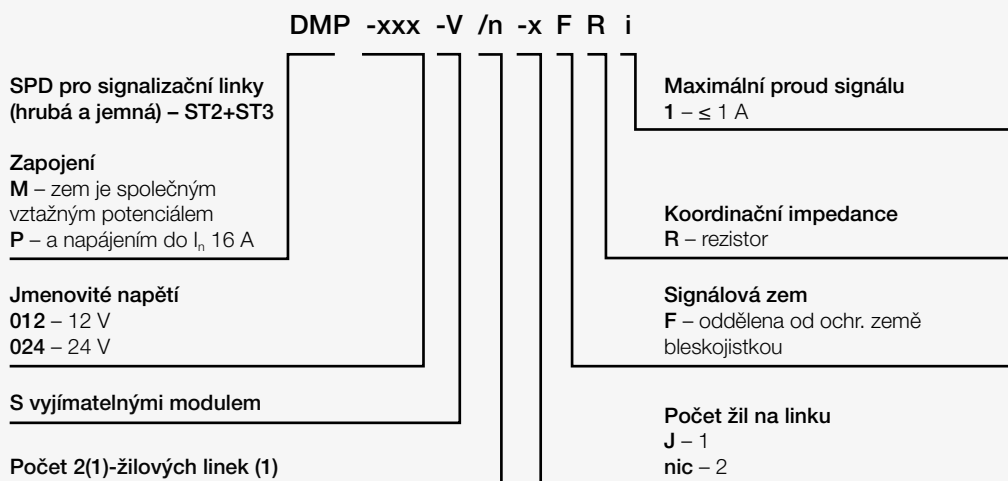 DMP -xxx -V /n -x F R i
SPD pro signalizační linky
(hrubá a jemná) – ST2+ST3
Zapojení
M – zem je společným
vztažným potenciálem
P – a napájením do In 16 A
Jmenovité napětí
012 – 12 V
024 – 24 V
S vyjímatelnými modulem
Počet 2(1)-žilových linek (1)
Maximální proud signálu
1 – ≤ 1 A
Koordinační impedance
R – rezistor
Signálová zem
F – oddělena od ochr. země
bleskojistkou
Počet žil na linku
J – 1
nic – 2